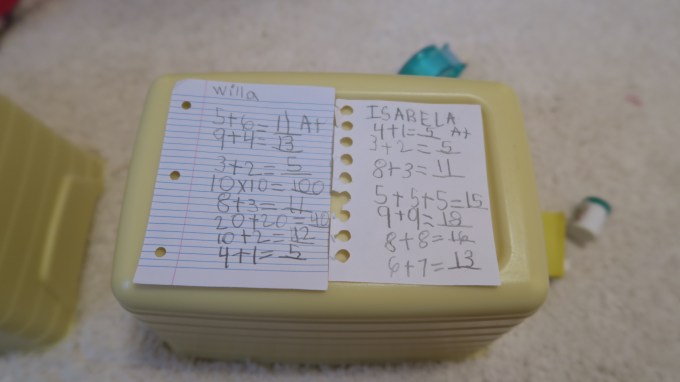 willa
5+6=11 A+
9+4=13
3+2=5
10x10=100
8+3=11
20+20=40
10+2=12
4+1=5
ISABELA
4+1=5 A+
3+2=5
8+3=11
5+5+5=15
9+9=18
8+8=16
6+7=13